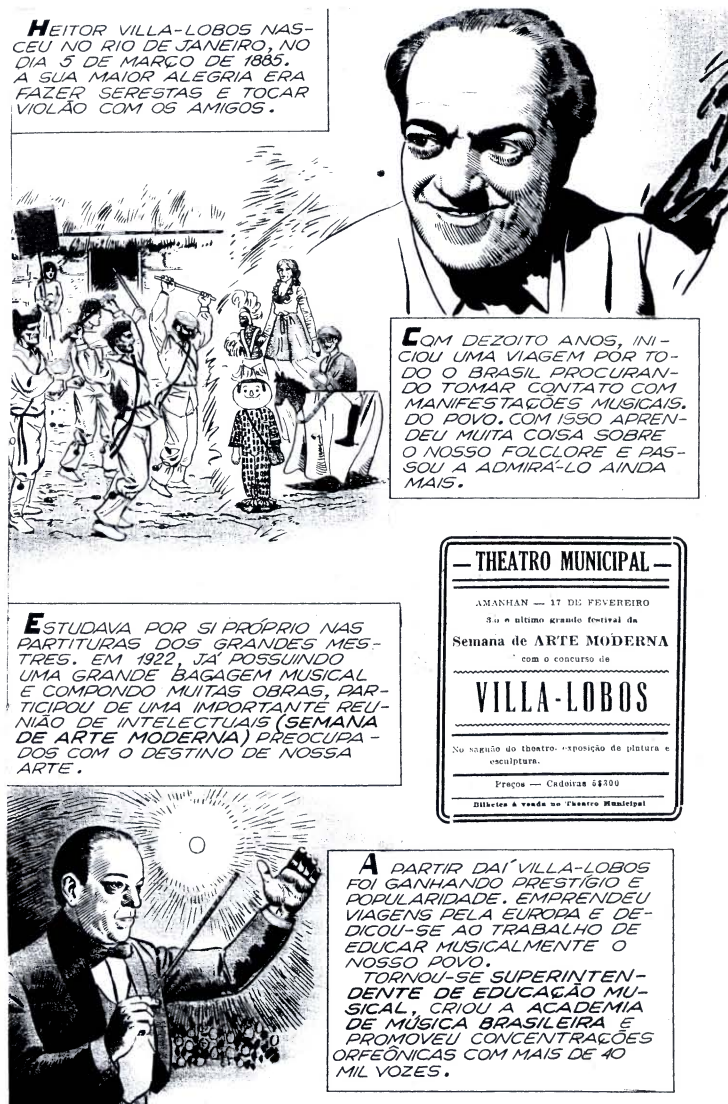 HEITOR VILLA-LOBOS NAS-
CEU NO RIO DE JANEIRO, NO
DIA 5 DE MARÇO DE 1885.
A SUA MAIOR ALEGRIA ERA
FAZER SERESTAS E TOCAR
VIOLÃO COM OS AMIGOS.
COM DEZOITO ANOS, INI-
CIOU UMA VIAGEM POR TO-
DO O BRASIL PROCURAN-
DO TOMAR CONTATO COM
MANIFESTAÇÕES MUSICAIS.
DO POVO. COM ISSO APREN-
DEU MUITA COISA SOBRE
O NOSSO FOLCLORE E PAS-
SOU A ADMIRÁ-LO AINDA
MAIS.
— THEATRO MUNICIPAL —
AMANHAN — 17 DE FEVEREIRO
3.o e ultimo grande festival da
Semana de ARTE MODERNA
com o concurso de
VILLA-LOBOS
No saguão do theatro, exposição de pintura e
esculptura.
Preços — Cadeiras 5$300
Bilhetes á venda no Theatro Municipal
ESTUDAVA POR SI PRÓPRIO NAS
PARTITURAS DOS GRANDES MES-
TRES. EM 1922, JÁ POSSUINDO
UMA GRANDE BAGAGEM MUSICAL
E COMPONDO MUITAS OBRAS, PAR-
TICIPOU DE UMA IMPORTANTE REU-
NIÃO DE INTELECTUAIS (SEMANA
DE ARTE MODERNA) PREOCUPA-
DOS COM O DESTINO DE NOSSA
ARTE.
A PARTIR DAÍ VILLA-LOBOS
FOI GANHANDO PRESTÍGIO E
POPULARIDADE. EMPRENDEU
VIAGENS PELA EUROPA E DE-
DICOU-SE AO TRABALHO DE
EDUCAR MUSICALMENTE O
NOSSO POVO.
TORNOU-SE SUPERINTEN-
DENTE DE EDUCAÇÃO MU-
SICAL, CRIOU A ACADEMIA
DE MÚSICA BRASILEIRA E
PROMOVEU CONCENTRAÇÕES
ORFEÔNICAS COM MAIS DE 40
MIL VOZES.